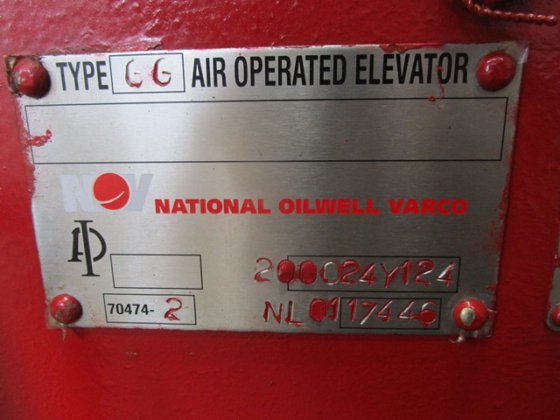 TYPE GG AIR OPERATED ELEVATOR
NOV NATIONAL OILWELL VARCO
200024Y124
70474-2 NL 0117446